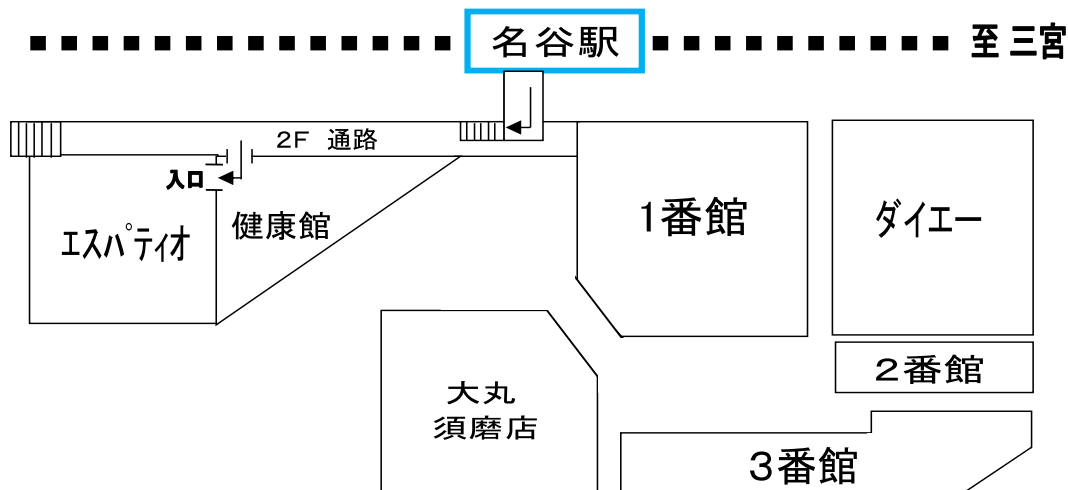 名谷駅
至 三宮
2F 通路
入口
エスパティオ
健康館
1番館
ダイエー
2番館
大丸
須磨店
3番館